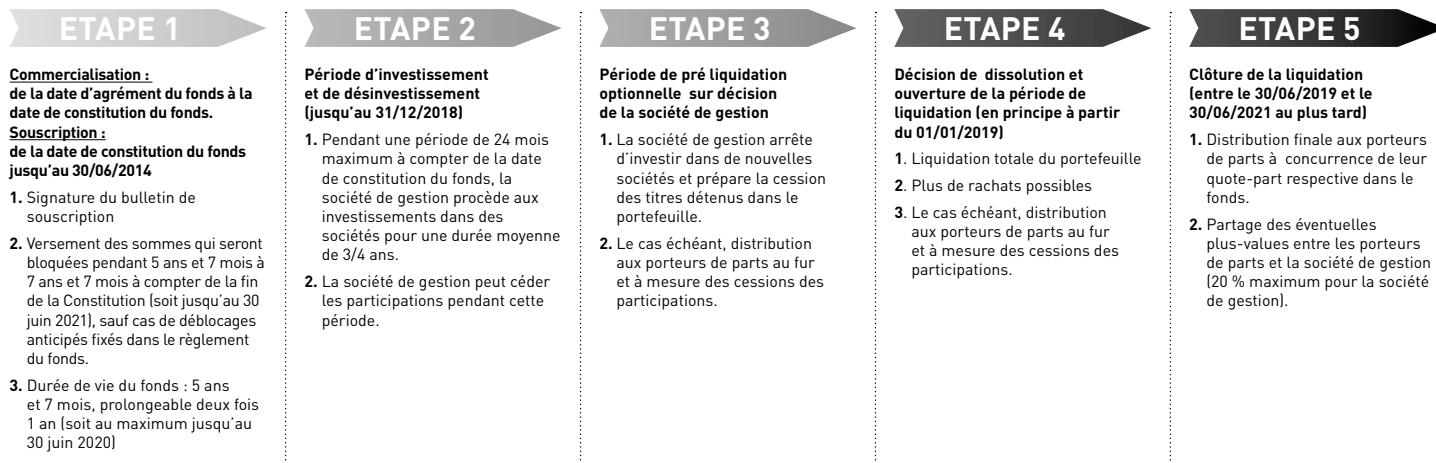 ETAPE 1
Commercialisation :
de la date d'agrément du fonds à la
date de constitution du fonds.
Souscription :
de la date de constitution du fonds
jusqu'au 30/06/2014
1. Signature du bulletin de
souscription
2. Versement des sommes qui seront
bloquées pendant 5 ans et 7 mois à
7 ans et 7 mois à compter de la fin
de la Constitution (soit jusqu'au 30
juin 2021), sauf cas de déblocages
anticipés fixés dans le règlement
du fonds.
3. Durée de vie du fonds : 5 ans
et 7 mois, prolongeable deux fois
1 an (soit au maximum jusqu'au
30 juin 2020)
ETAPE 2
Période d'investissement
et de désinvestissement
(jusqu'au 31/12/2018)
1. Pendant une période de 24 mois
maximum à compter de la date
de constitution du fonds, la
société de gestion procède aux
investissements dans des
sociétés pour une durée moyenne
de 3/4 ans.
2. La société de gestion peut céder
les participations pendant cette
période.
ETAPE 3
Période de pré liquidation
optionnelle sur décision
de la société de gestion
1. La société de gestion arrête
d'investir dans de nouvelles
sociétés et prépare la cession
des titres détenus dans le
portefeuille.
2. Le cas échéant, distribution
aux porteurs de parts au fur
et à mesure des cessions des
participations.
ETAPE 4
Décision de dissolution et
ouverture de la période de
liquidation (en principe à partir
du 01/01/2019)
1. Liquidation totale du portefeuille
2. Plus de rachats possibles
3. Le cas échéant, distribution
aux porteurs de parts au fur
et à mesure des cessions des
participations.
ETAPE 5
Clôture de la liquidation
(entre le 30/06/2019 et le
30/06/2021 au plus tard)
1. Distribution finale aux porteurs
de parts à concurrence de leur
quote-part respective dans le
fonds.
2. Partage des éventuelles
plus-values entre les porteurs
de parts et la société de gestion
(20 % maximum pour la société
de gestion).